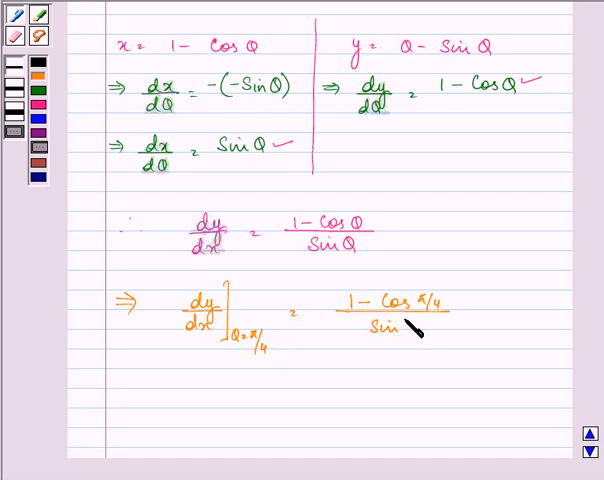 x = 1 - Cos θ
y = θ - Sin θ
⇒ dx/dθ = -(-Sin θ)
⇒ dy/dθ = 1 - Cos θ ✓
⇒ dx/dθ = Sin θ ✓
∴ dy/dx = 1 - Cos θ / Sin θ
⇒ dy/dx]θ = π/4 = 1 - Cos π/4 / Sin